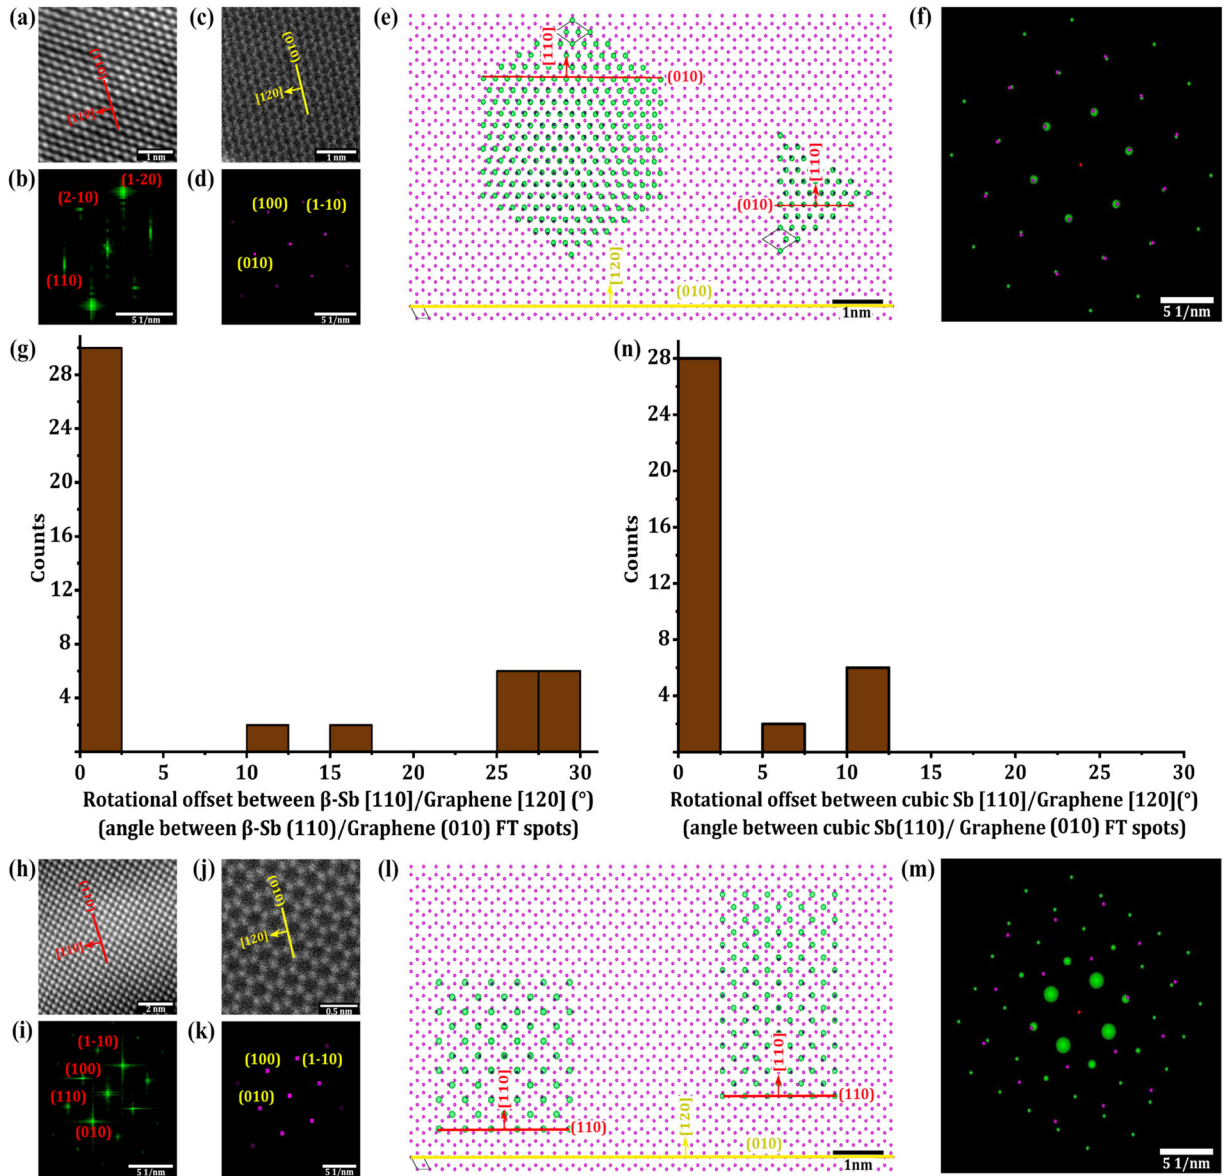 (a)
(110)
[110]
1 nm
(c)
(010)
[120]
1 nm
(e)
[110]
(010)
[110]
(010)
[120]
(010)
1nm
(f)
5 1/nm
(b)
(1-20)
(2-10)
(110)
5 1/nm
(d)
(100)
(1-10)
(010)
5 1/nm
(g)
28
24
20
16
12
8
4
Counts
0 5 10 15 20 25 30
Rotational offset between β-Sb [110]/Graphene [120] (°)
(angle between β-Sb (110)/Graphene (010) FT spots)
(n)
28
24
20
16
12
8
4
Counts
0 5 10 15 20 25 30
Rotational offset between cubic Sb [110]/Graphene [120](°)
(angle between cubic Sb(110)/ Graphene (010) FT spots)
(h)
(110)
[110]
2 nm
(j)
(010)
[120]
0.5 nm
(l)
[110]
(110)
[110]
(110)
[120]
(010)
1nm
(m)
5 1/nm
(i)
(1-10)
(100)
(110)
(010)
5 1/nm
(k)
(100)
(1-10)
(010)
5 1/nm